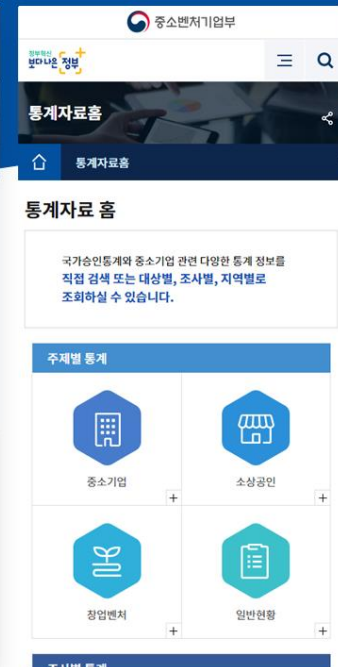 중소벤처기업부
정부혁신
보다나은 정부
통계자료홈
통계자료홈
통계자료 홈
국가승인통계와 중소기업 관련 다양한 통계 정보를
직접 검색 또는 대상별, 조사별, 지역별로
조회하실 수 있습니다.
주제별 통계
중소기업
소상공인
창업벤처
일반현황